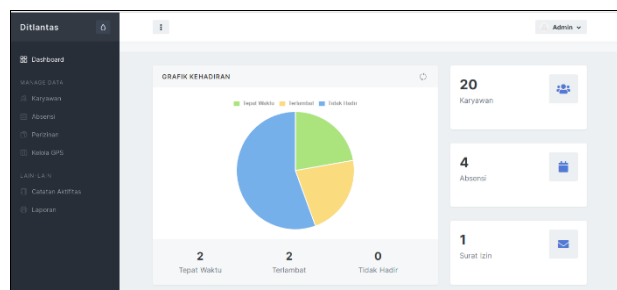 Ditlantas
Admin
Dashboard
MANAGE DATA
Karyawan
Absensi
Perizinan
Kelola GPS
LAIN-LAIN
Catatan Aktifitas
Laporan
GRAFIK KEHADIRAN
Tepat Waktu Terlambat Tidak Hadir
2 2 0
Tepat Waktu Terlambat Tidak Hadir
20
Karyawan
4
Absensi
1
Surat Izin